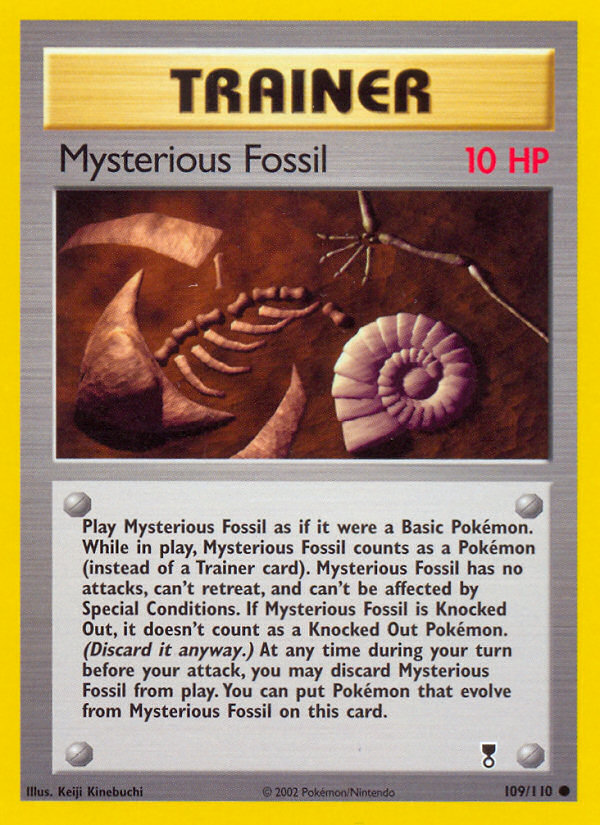 TRAINER
Mysterious Fossil 10 HP
Play Mysterious Fossil as if it were a Basic Pokémon.
While in play, Mysterious Fossil counts as a Pokémon
(instead of a Trainer card). Mysterious Fossil has no
attacks, can't retreat, and can't be affected by
Special Conditions. If Mysterious Fossil is Knocked
Out, it doesn't count as a Knocked Out Pokémon.
(Discard it anyway.) At any time during your turn
before your attack, you may discard Mysterious
Fossil from play. You can put Pokémon that evolve
from Mysterious Fossil on this card.
Illus. Keiji Kinebuchi © 2002 Pokémon/Nintendo 109/110